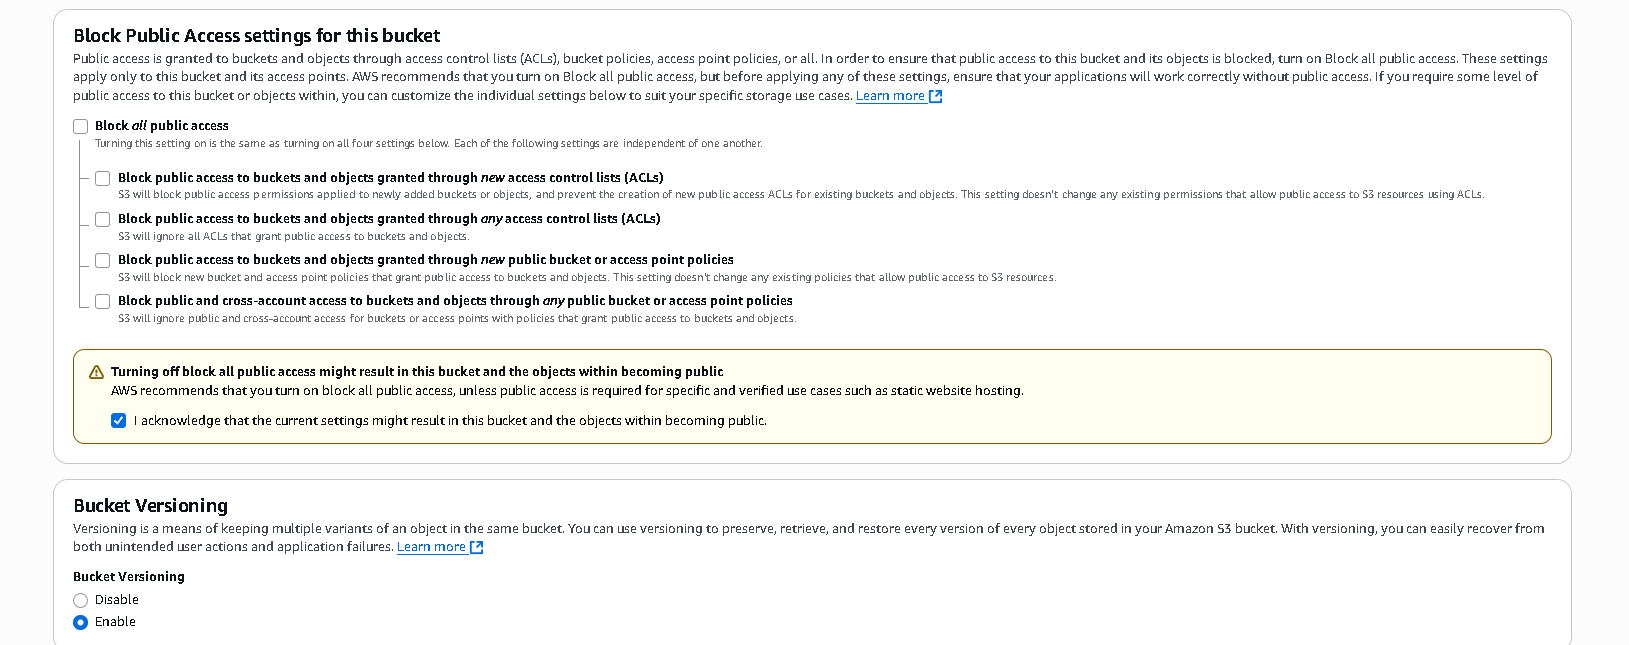 Block Public Access settings for this bucket
Public access is granted to buckets and objects through access control lists (ACLs), bucket policies, access point policies, or all. In order to ensure that public access to this bucket and its objects is blocked, turn on Block all public access. These settings
apply only to this bucket and its access points. AWS recommends that you turn on Block all public access, but before applying any of these settings, ensure that your applications will work correctly without public access. If you require some level of
public access to this bucket or objects within, you can customize the individual settings below to suit your specific storage use cases. Learn more
Block all public access
Turning this setting on is the same as turning on all four settings below. Each of the following settings are independent of one another.
Block public access to buckets and objects granted through new access control lists (ACLs)
S3 will block public access permissions applied to newly added buckets or objects, and prevent the creation of new public access ACLs for existing buckets and objects. This setting doesn't change any existing permissions that allow public access to S3 resources using ACLs.
Block public access to buckets and objects granted through any access control lists (ACLs)
S3 will ignore all ACLs that grant public access to buckets and objects.
Block public access to buckets and objects granted through new public bucket or access point policies
S3 will block new bucket and access point policies that grant public access to buckets and objects. This setting doesn't change any existing policies that allow public access to S3 resources.
Block public and cross-account access to buckets and objects through any public bucket or access point policies
S3 will ignore public and cross-account access for buckets or access points with policies that grant public access to buckets and objects.
Turning off block all public access might result in this bucket and the objects within becoming public
AWS recommends that you turn on block all public access, unless public access is required for specific and verified use cases such as static website hosting.
I acknowledge that the current settings might result in this bucket and the objects within becoming public.
Bucket Versioning
Versioning is a means of keeping multiple variants of an object in the same bucket. You can use versioning to preserve, retrieve, and restore every version of every object stored in your Amazon S3 bucket. With versioning, you can easily recover from
both unintended user actions and application failures. Learn more
Bucket Versioning
Disable
Enable